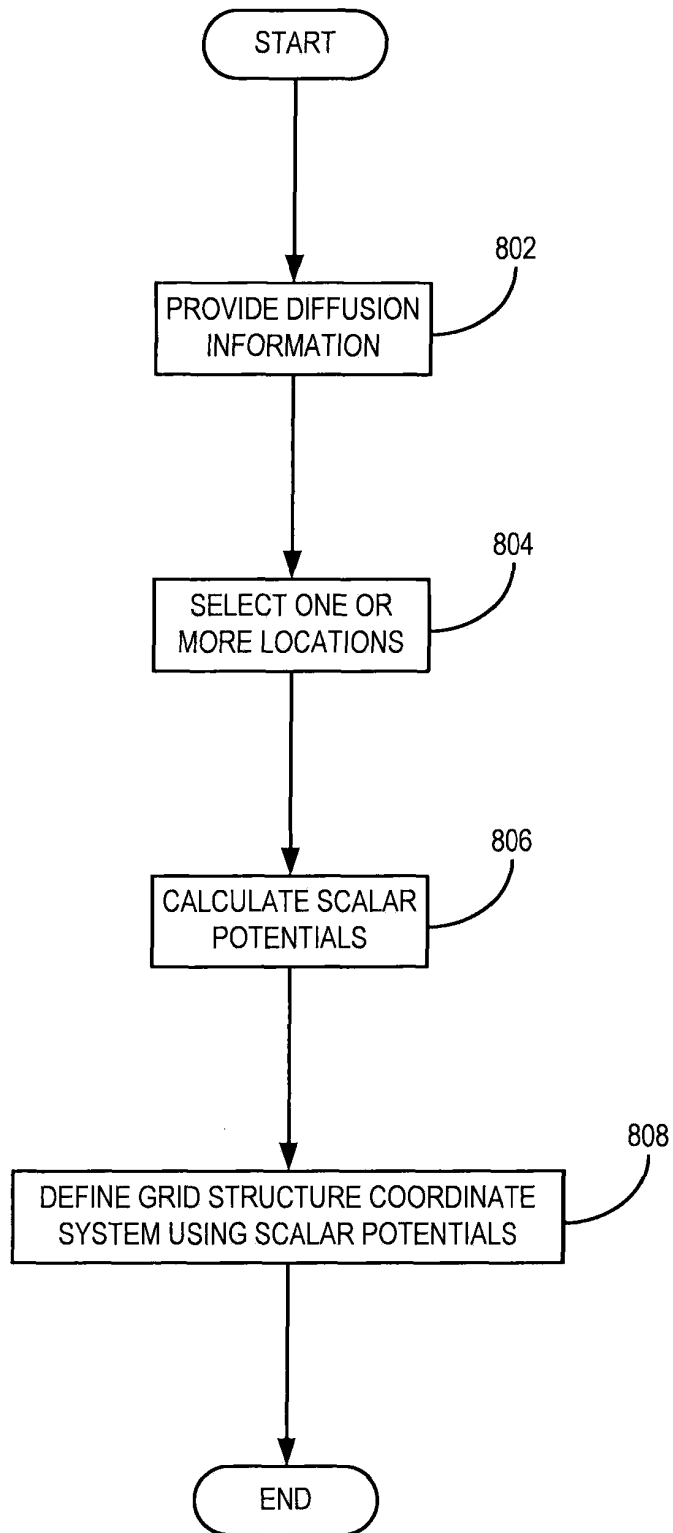 START
802
PROVIDE DIFFUSION
INFORMATION
804
SELECT ONE OR
MORE LOCATIONS
806
CALCULATE SCALAR
POTENTIALS
808
DEFINE GRID STRUCTURE COORDINATE
SYSTEM USING SCALAR POTENTIALS
END